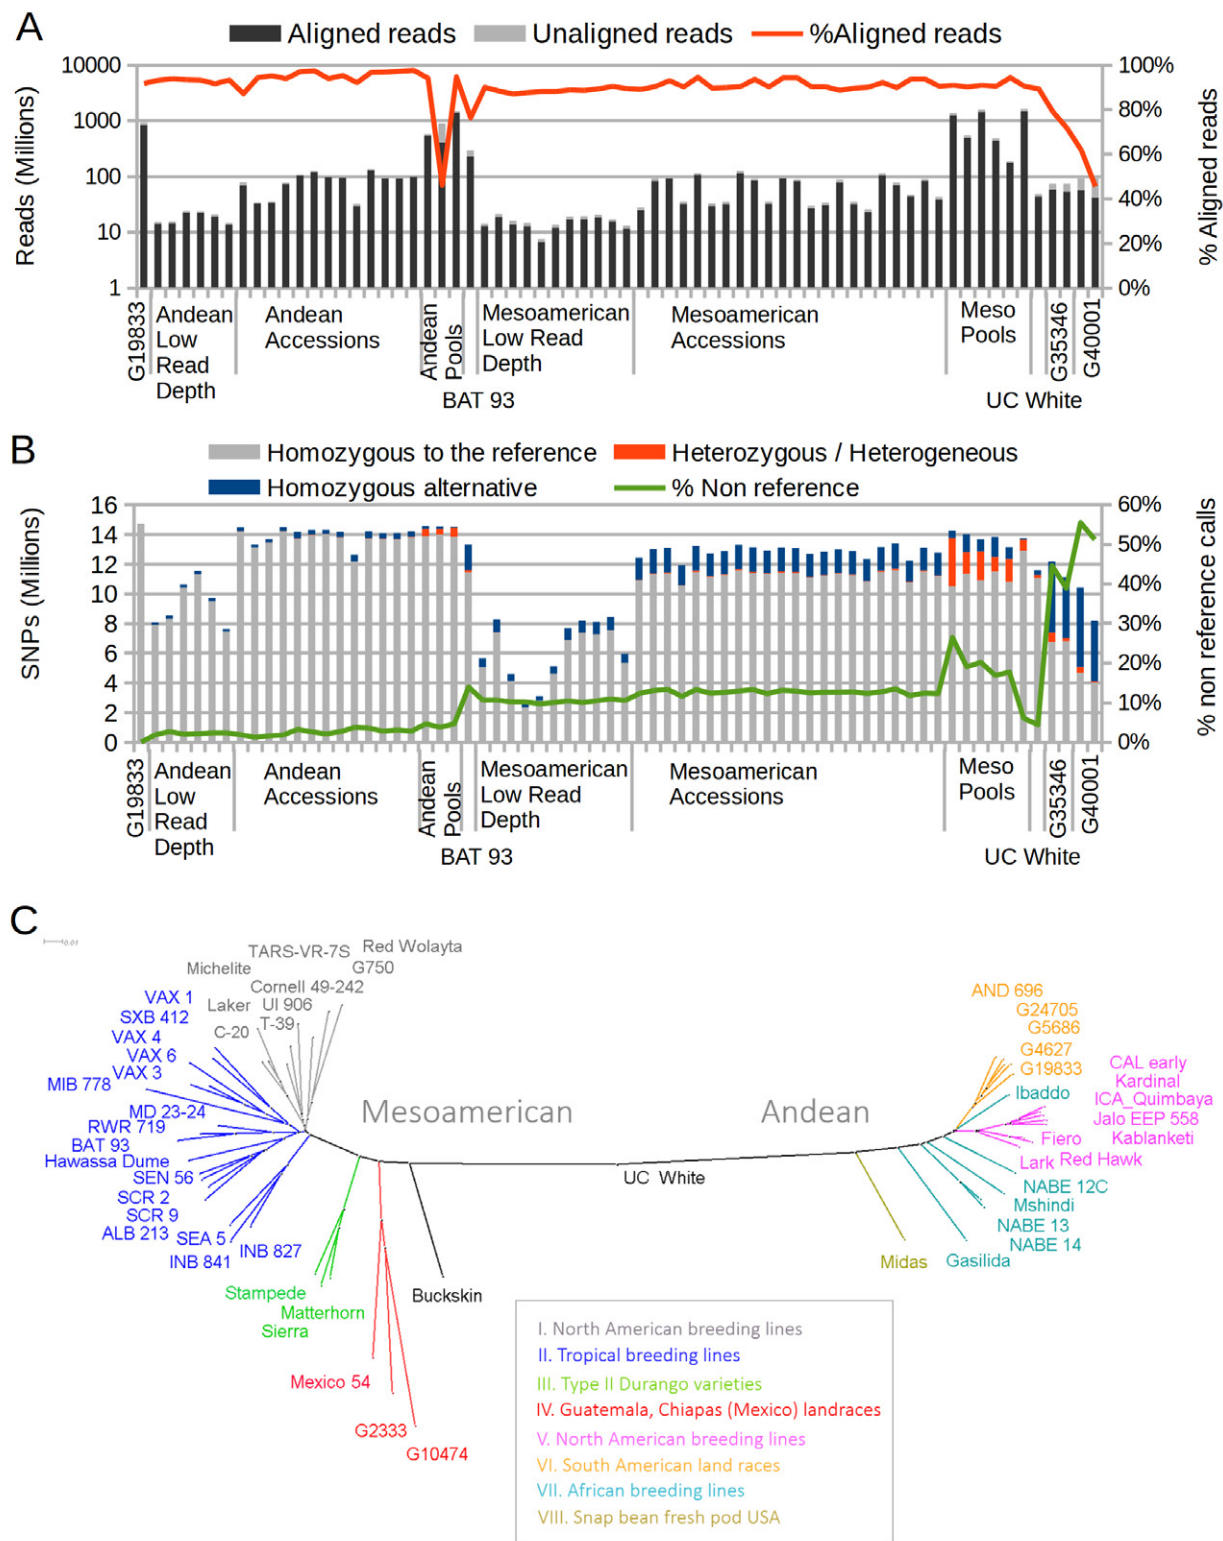 A
Aligned reads Unaligned reads %Aligned reads
Reads (Millions)
10000
1000
100
10
1
100%
80%
60%
40%
20%
0%
% Aligned reads
G19833
Andean
Low
Read
Depth
Andean
Accessions
Andean
Pools
BAT 93
Mesoamerican
Low Read
Depth
Mesoamerican
Accessions
Meso
Pools
UC White
G35346
G40001
B
Homozygous to the reference Heterozygous / Heterogeneous
Homozygous alternative % Non reference
SNPs (Millions)
16
14
12
10
8
6
4
2
0
60%
50%
40%
30%
20%
10%
0%
% non reference calls
G19833
Andean
Low
Read
Depth
Andean
Accessions
Andean
Pools
BAT 93
Mesoamerican
Low Read
Depth
Mesoamerican
Accessions
Meso
Pools
UC White
G35346
G40001
C
0.01
TARS-VR-7S
Red Wolayta
Michelite
G750
Cornell 49-242
Laker
UI 906
T-39
C-20
VAX 1
SXB 412
VAX 4
VAX 6
VAX 3
MIB 778
MD 23-24
RWR 719
BAT 93
Hawassa Dume
SEN 56
SCR 2
SCR 9
ALB 213
SEA 5
INB 841
INB 827
Stampede
Matterhorn
Sierra
Mexico 54
G2333
G10474
Buckskin
Mesoamerican
Andean
UC White
AND 696
G24705
G5686
G4627
G19833
Ibaddo
CAL early
Kardinal
ICA_Quimbaya
Jalo EEP 558
Kablanketi
Fiero
Lark
Red Hawk
NABE 12C
Mshindi
NABE 13
NABE 14
Gasilida
Midas
I. North American breeding lines
II. Tropical breeding lines
III. Type II Durango varieties
IV. Guatemala, Chiapas (Mexico) landraces
V. North American breeding lines
VI. South American land races
VII. African breeding lines
VIII. Snap bean fresh pod USA